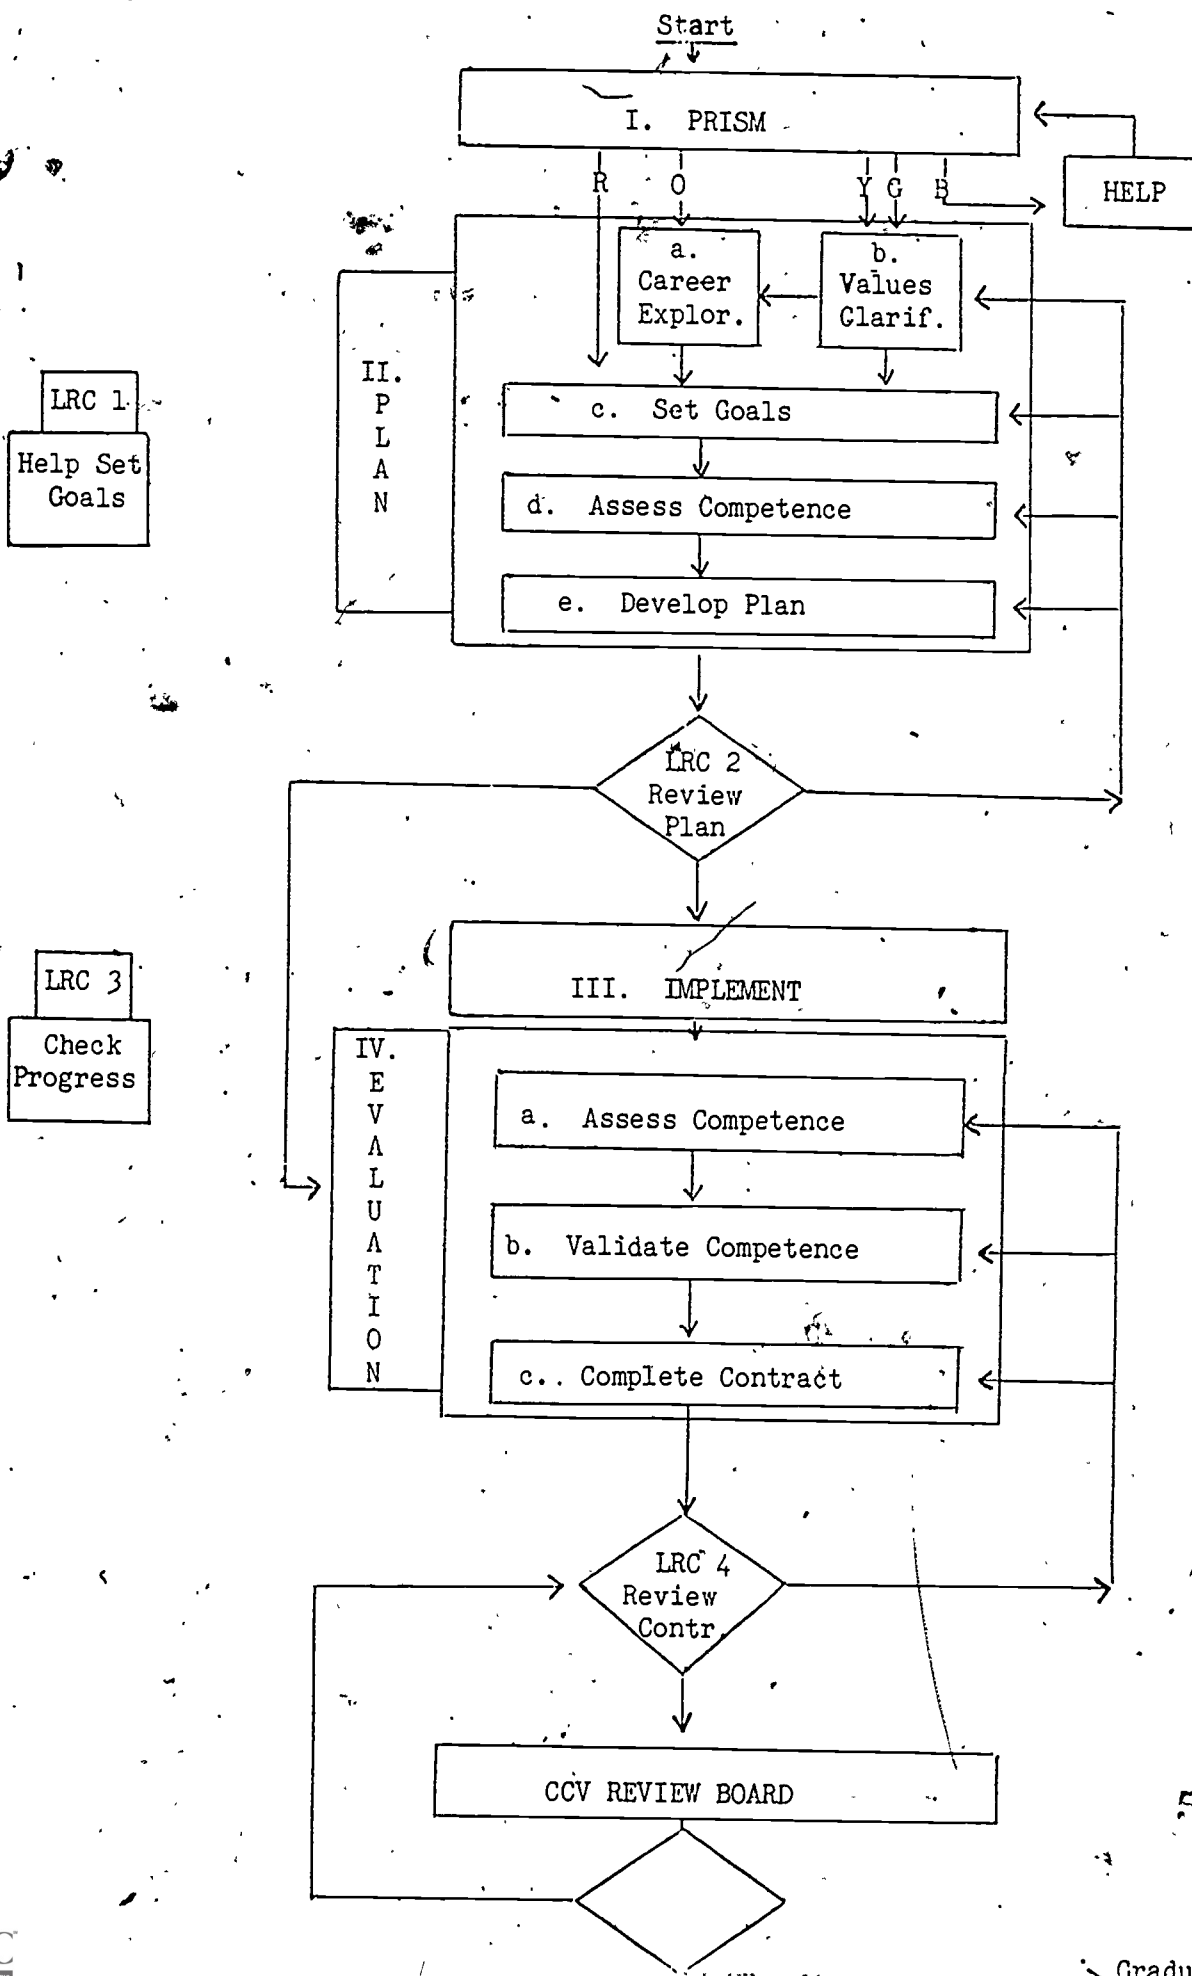 Start
I. PRISM
HELP
R O Y G B
a.
Career
Explor.
b.
Values
Clarif.
II.
P
L
A
N
LRC 1
Help Set
Goals
c. Set Goals
d. Assess Competence
e. Develop Plan
LRC 2
Review
Plan
III. IMPLEMENT
LRC 3
Check
Progress
IV.
E
V
A
L
U
A
T
I
O
N
a. Assess Competence
b. Validate Competence
c.. Complete Contract
LRC 4
Review
Contr.
CCV REVIEW BOARD
Gradu